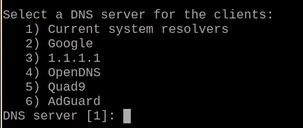 Select a DNS server for the clients:
1) Current system resolvers
2) Google
3) 1.1.1.1
4) OpenDNS
5) Quad9
6) AdGuard
DNS server [1]: